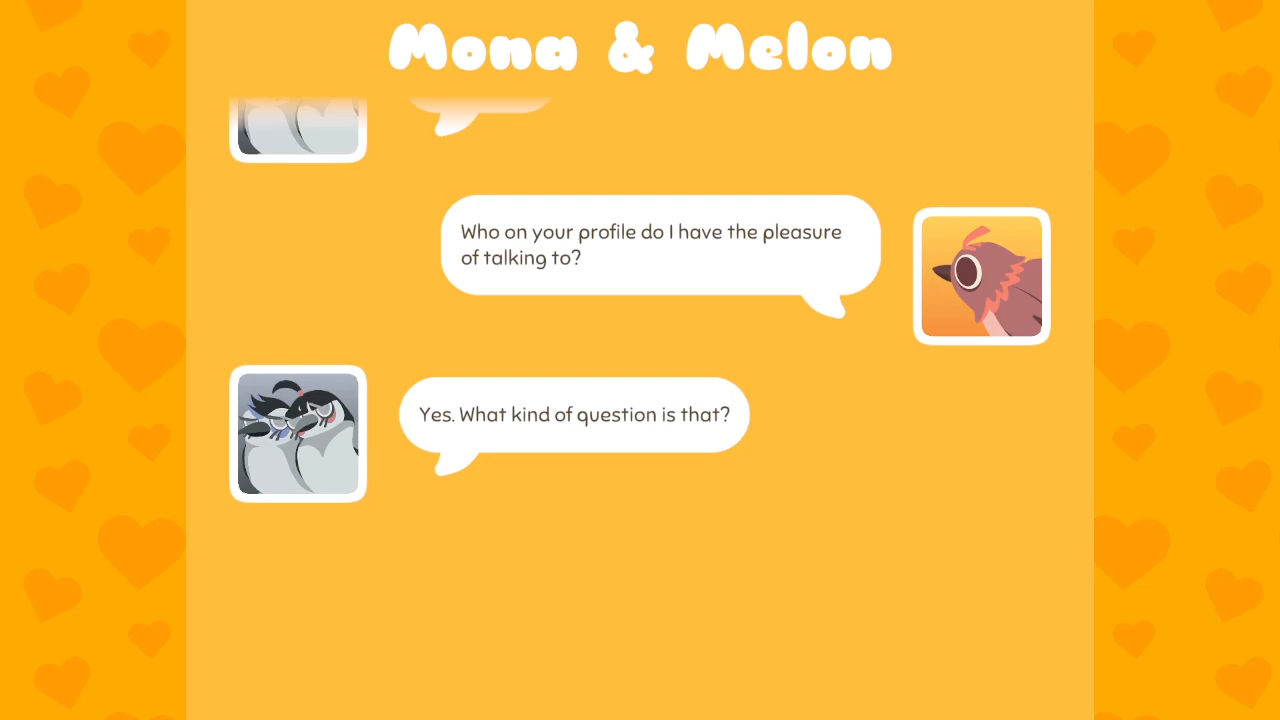 Mona & Melon
Who on your profile do I have the pleasure
of talking to?
Yes. What kind of question is that?